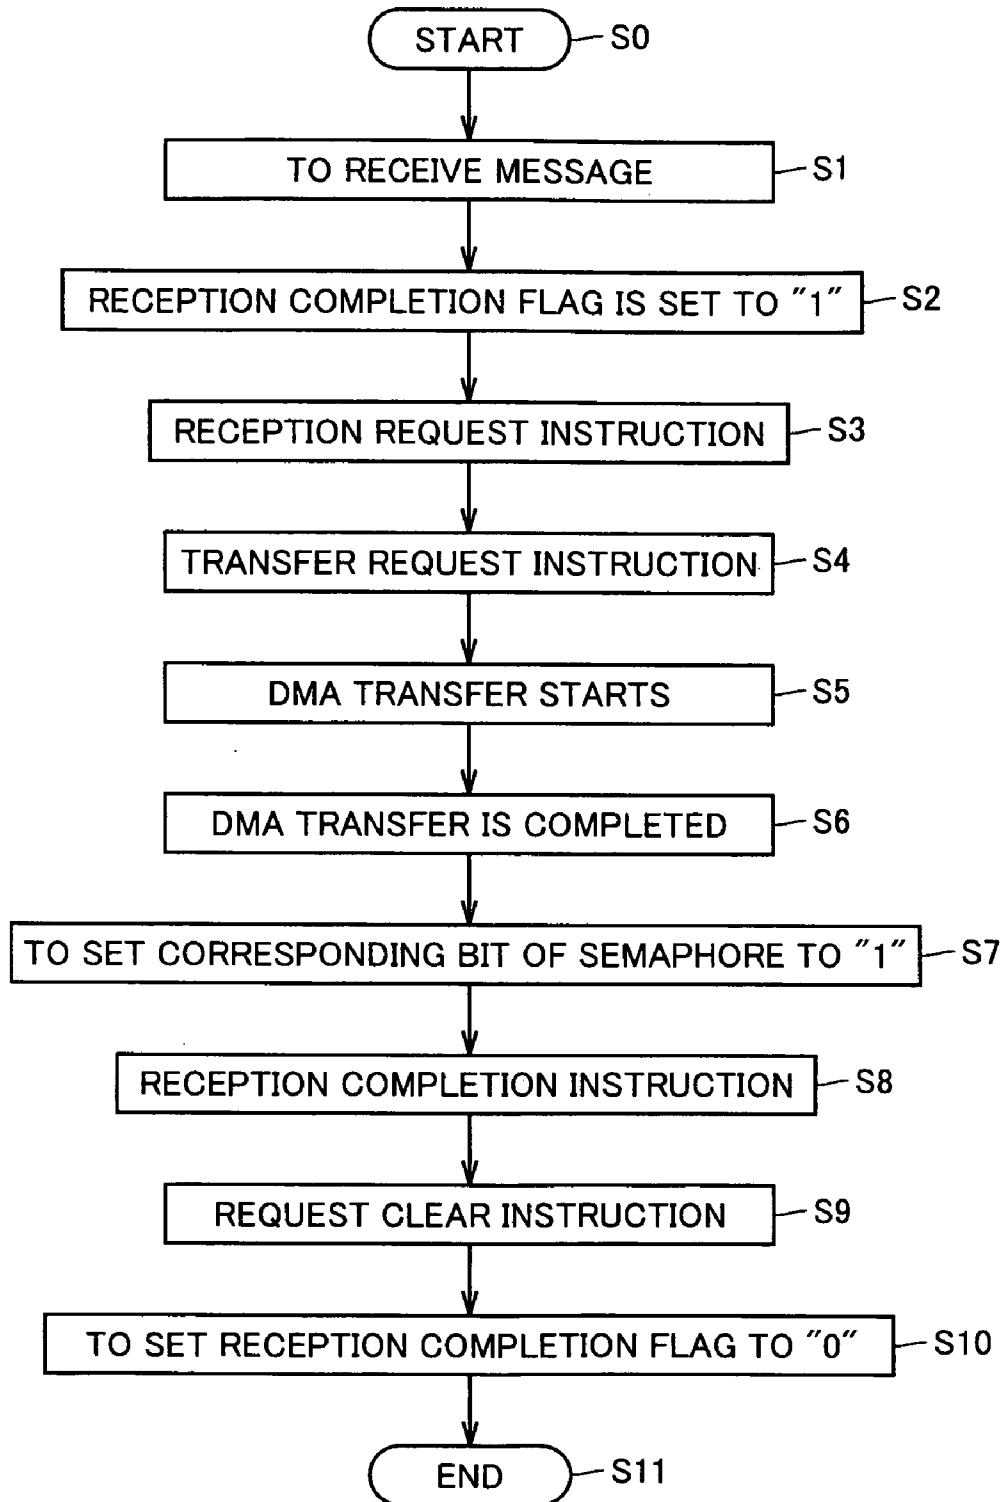 START
S0
TO RECEIVE MESSAGE
S1
RECEPTION COMPLETION FLAG IS SET TO "1"
S2
RECEPTION REQUEST INSTRUCTION
S3
TRANSFER REQUEST INSTRUCTION
S4
DMA TRANSFER STARTS
S5
DMA TRANSFER IS COMPLETED
S6
TO SET CORRESPONDING BIT OF SEMAPHORE TO "1"
S7
RECEPTION COMPLETION INSTRUCTION
S8
REQUEST CLEAR INSTRUCTION
S9
TO SET RECEPTION COMPLETION FLAG TO "0"
S10
END
S11